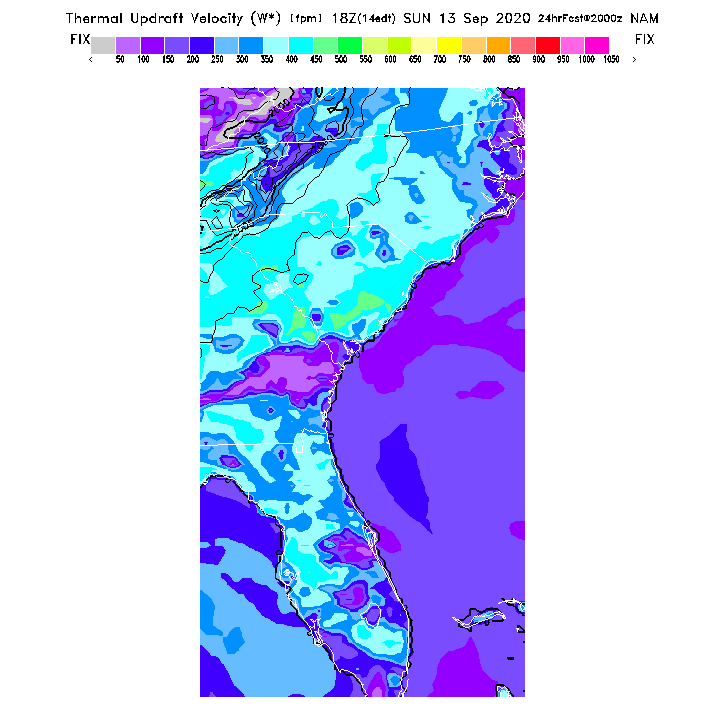 Thermal Updraft Velocity (W*) [fpm] 18Z(14edt) SUN 13 Sep 2020 24hrFcst@2000z NAM
FIX FIX
< 50 100 150 200 250 300 350 400 450 500 550 600 650 700 750 800 850 900 950 1000 1050 >
2100